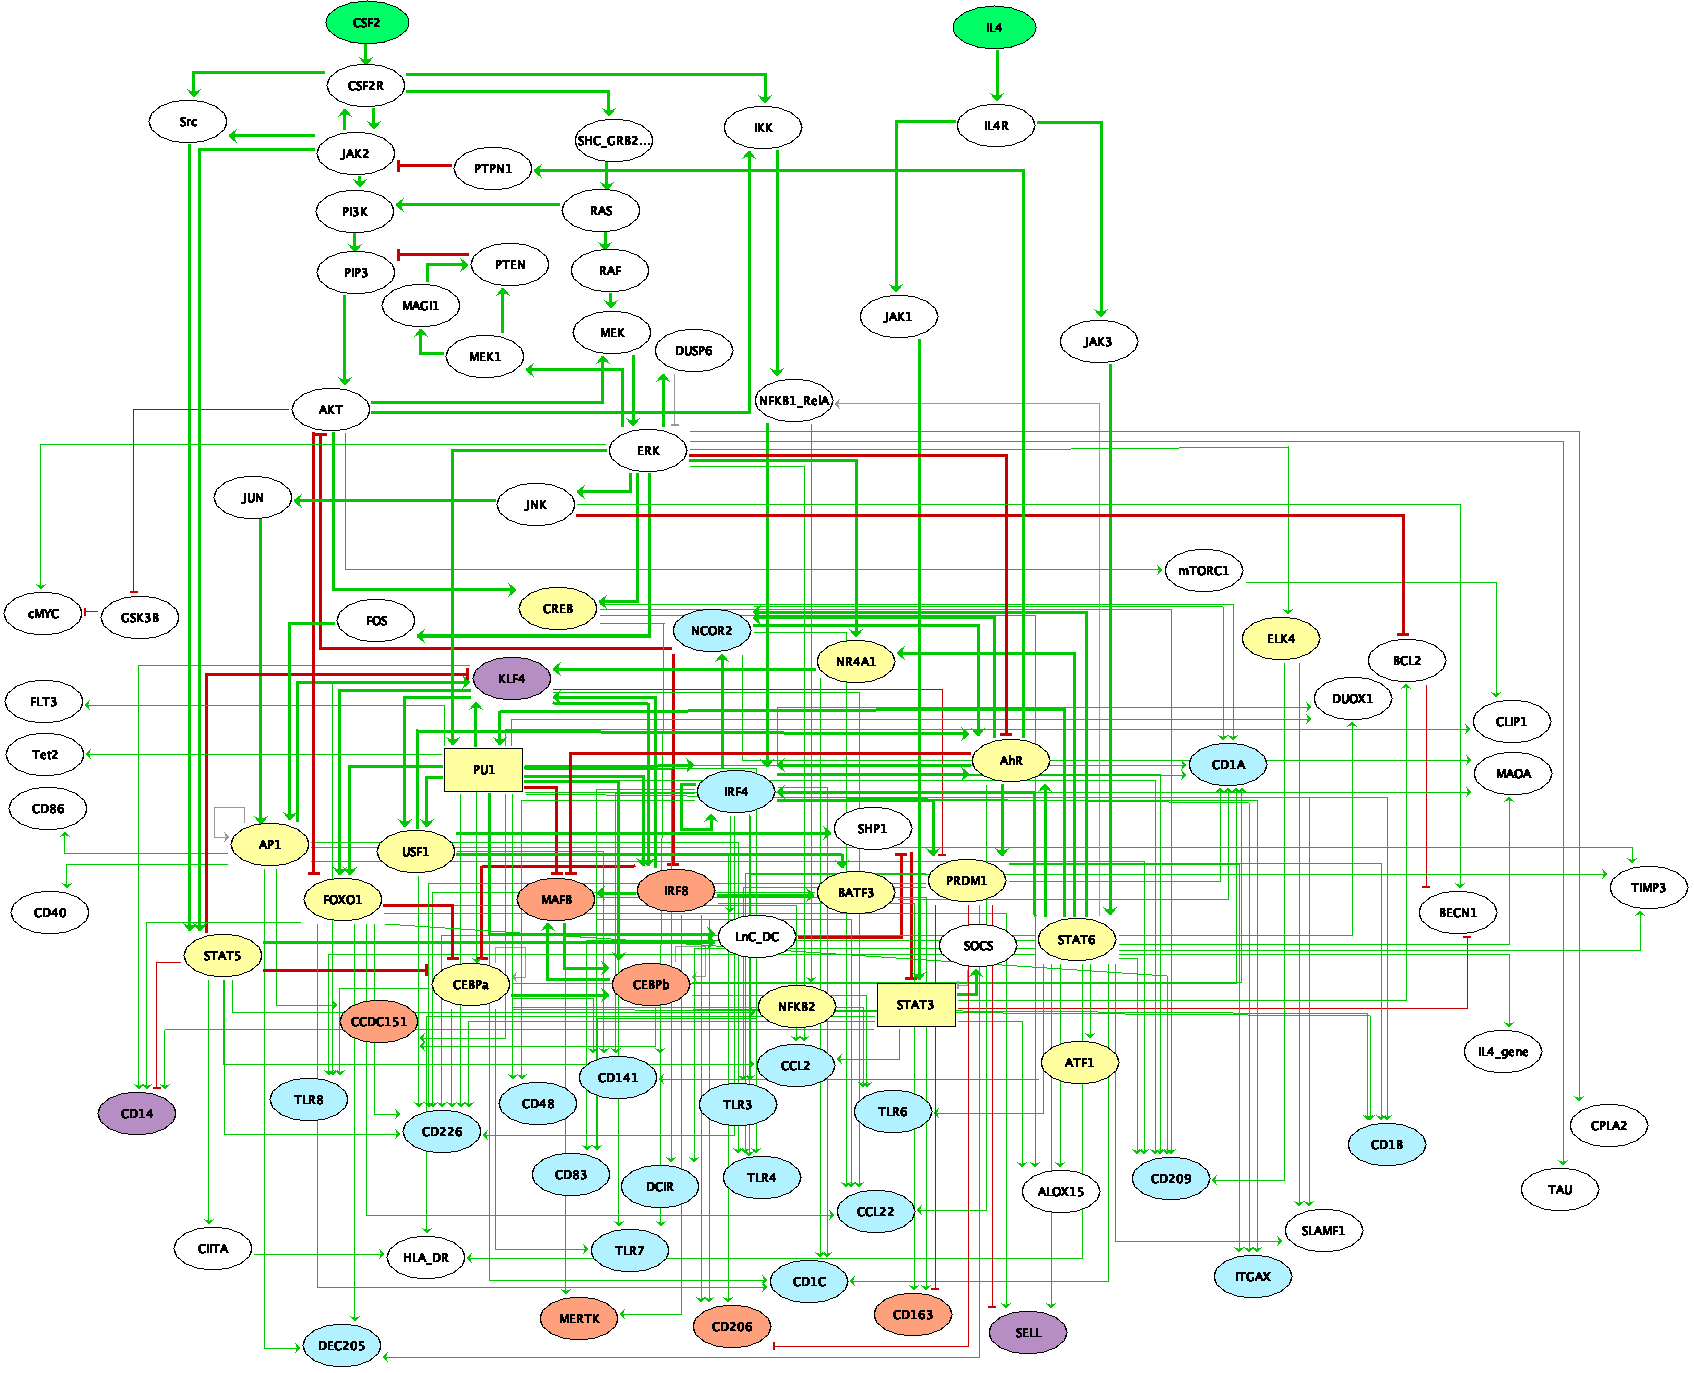 CSF2
IL4
CSF2R
Src
IKK
IL4R
SHC_GRB2...
JAK2
PTPN1
PI3K
RAS
PIP3
PTEN
RAF
MAGI1
JAK1
MEK
JAK3
MEK1
DUSP6
NFKB1_RelA
AKT
ERK
JUN
JNK
mTORC1
cMYC
GSK3B
CREB
FOS
NCOR2
ELK4
NR4A1
BCL2
KLF4
FLT3
DUOX1
CLIP1
Tet2
PU1
AhR
CD1A
MAOA
IRF4
CD86
SHP1
AP1
USF1
PRDM1
TIMP3
FOXO1
MAFB
IRF8
BATF3
CD40
BECN1
LnC_DC
STAT6
SOCS
STAT5
CEBPa
CEBPb
NFKB2
STAT3
CCDC151
IL4_gene
CCL2
ATF1
CD141
TLR8
CD48
TLR3
TLR6
CD14
CD226
CPLA2
CD1B
CD83
TLR4
CD209
DCIR
ALOX15
TAU
CCL22
SLAMF1
CIITA
HLA_DR
TLR7
ITGAX
CD1C
MERTK
CD206
CD163
SELL
DEC205